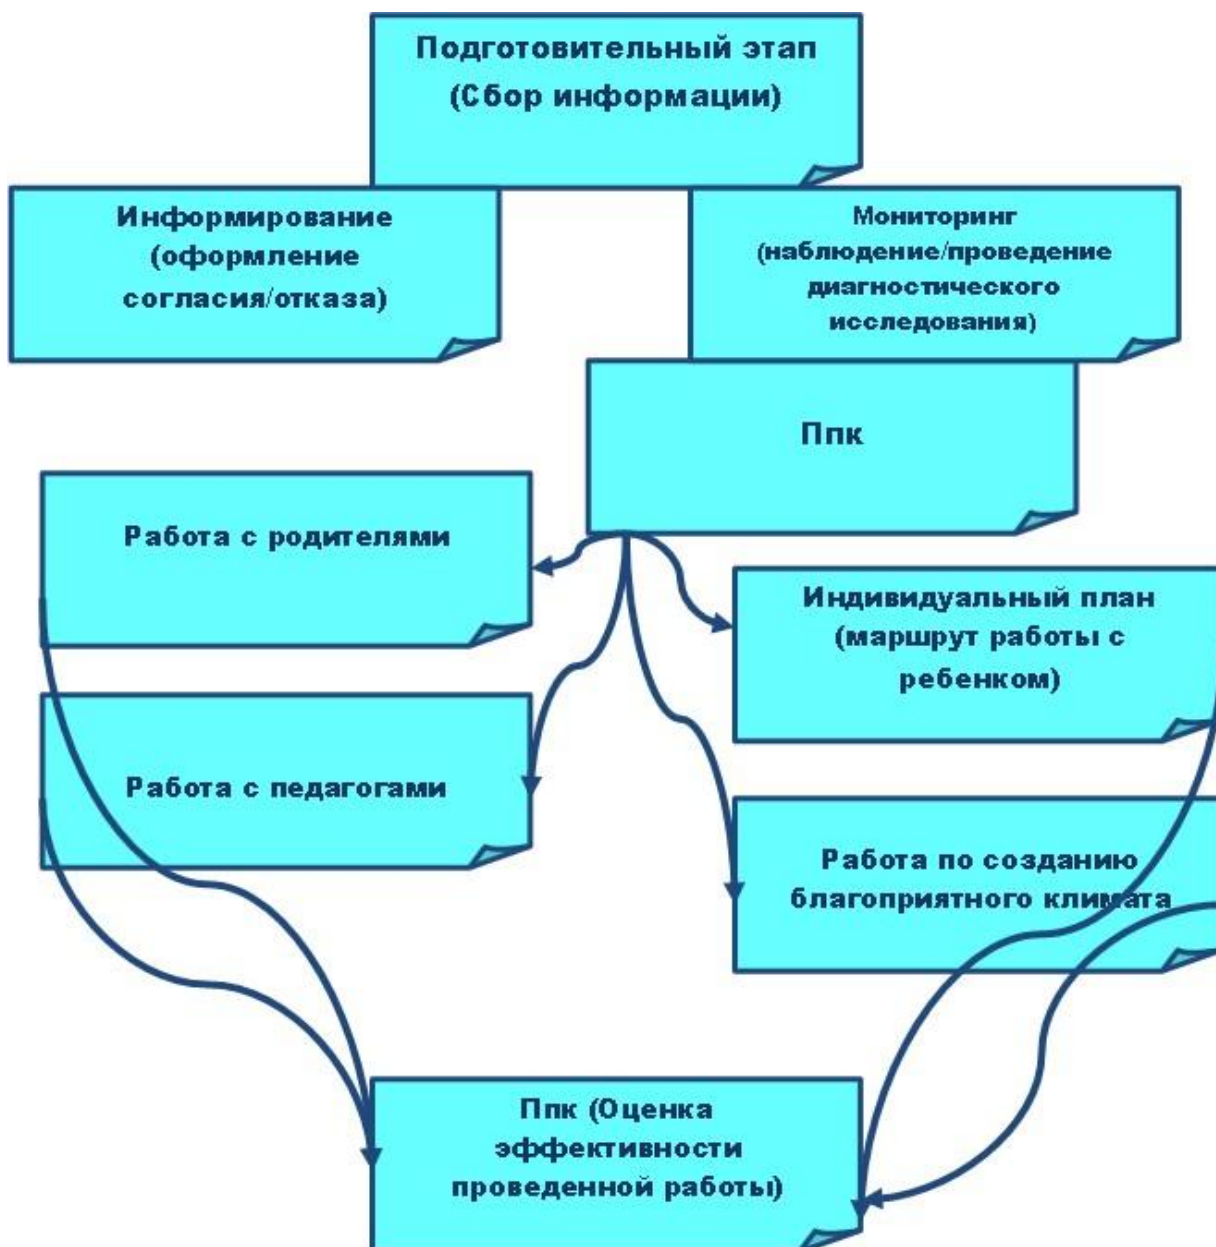 Подготовительный этап
(Сбор информации)
Информирование
(оформление
согласия/отказа)
Мониторинг
(наблюдение/проведение
диагностического
исследования)
Ппк
Работа с родителями
Индивидуальный план
(маршрут работы с
ребенком)
Работа с педагогами
Работа по созданию
благоприятного климата
Ппк (Оценка
эффективности
проведенной работы)